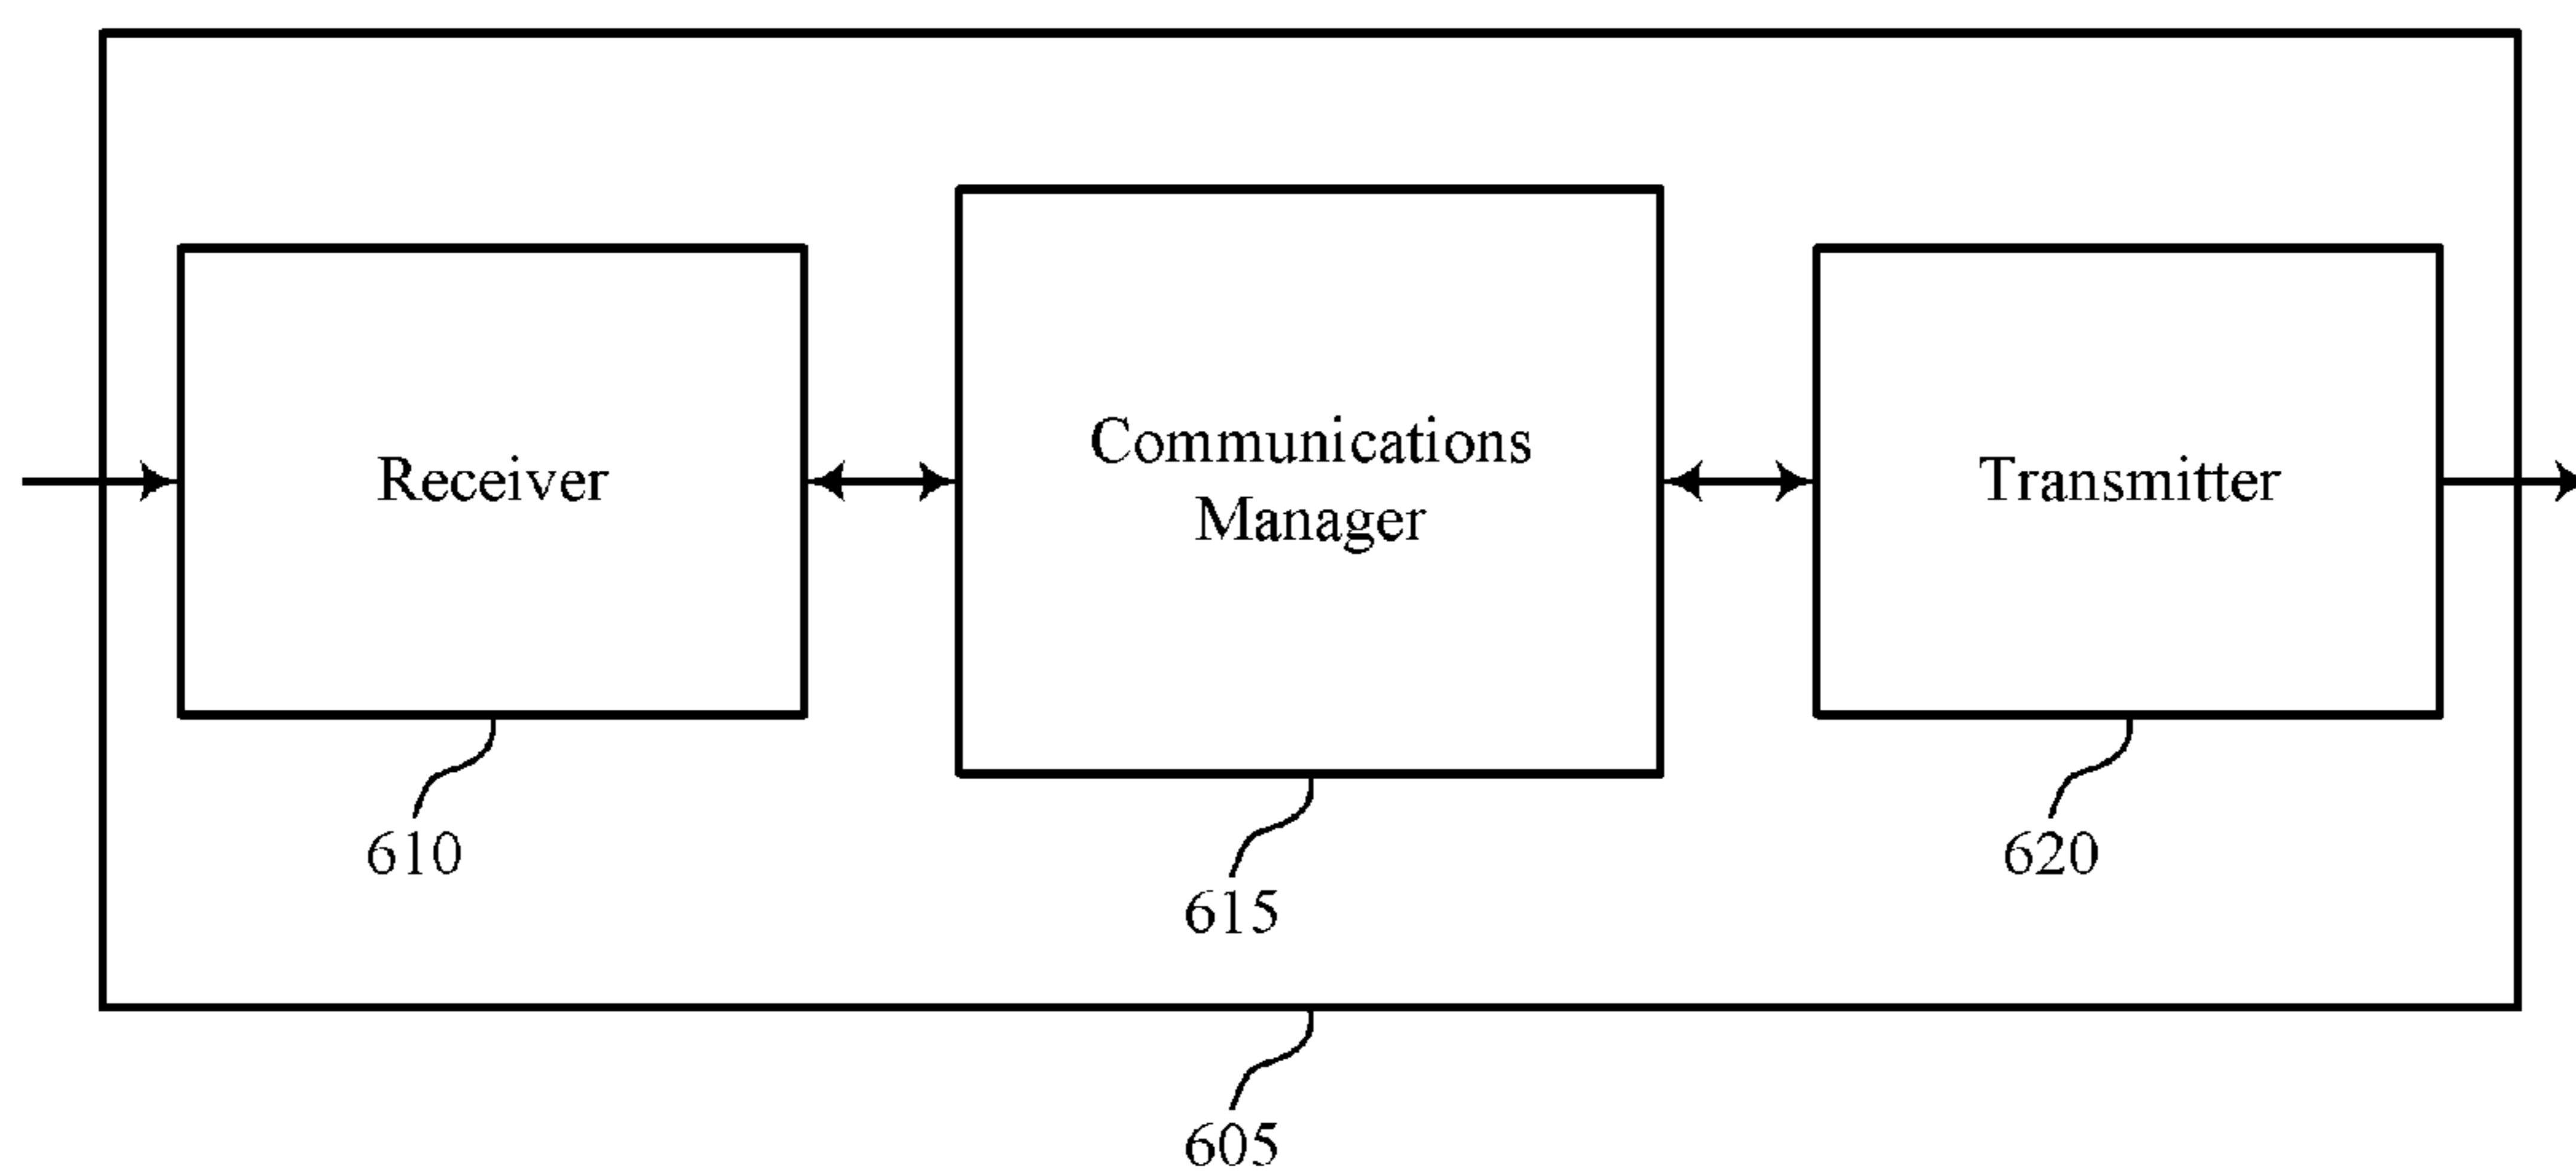 Receiver
Communications
Manager
Transmitter
610
615
620
605